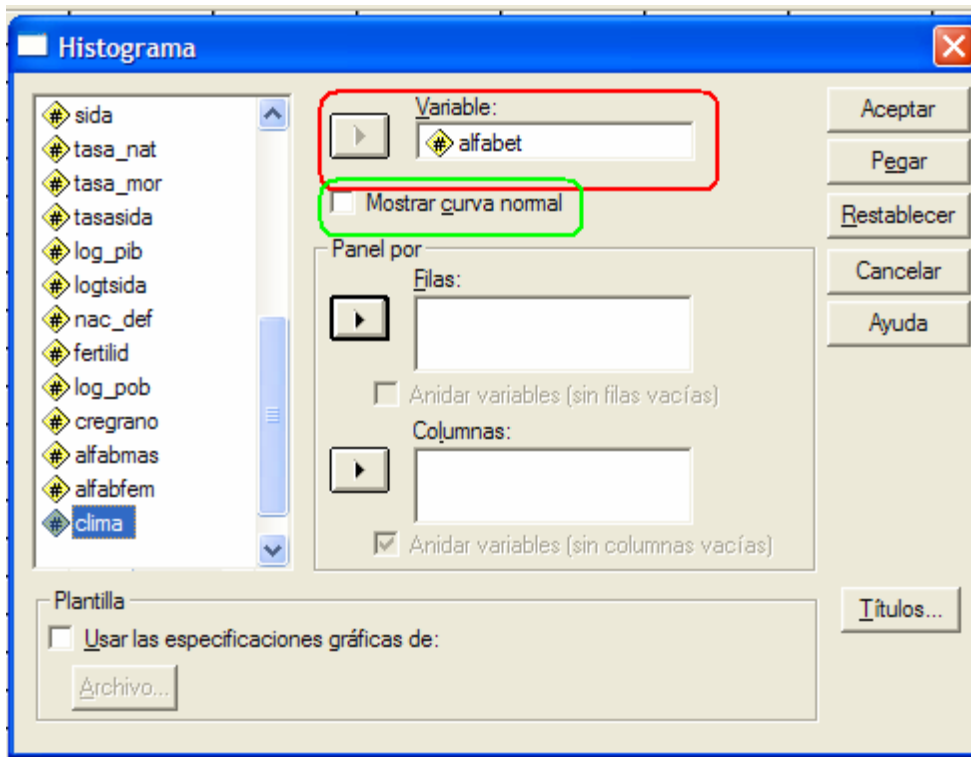 Histograma
sida
tasa_nat
tasa_mor
tasasida
log_pib
logtsida
nac_def
fertilid
log_pob
cregrano
alfabmas
alfabfem
clima
Variable:
alfabet
Mostrar curva normal
Panel por
Filas:
Anidar variables (sin filas vacías)
Columnas:
Anidar variables (sin columnas vacías)
Aceptar
Pegar
Restablecer
Cancelar
Ayuda
Plantilla
Usar las especificaciones gráficas de:
Archivo...
Títulos...